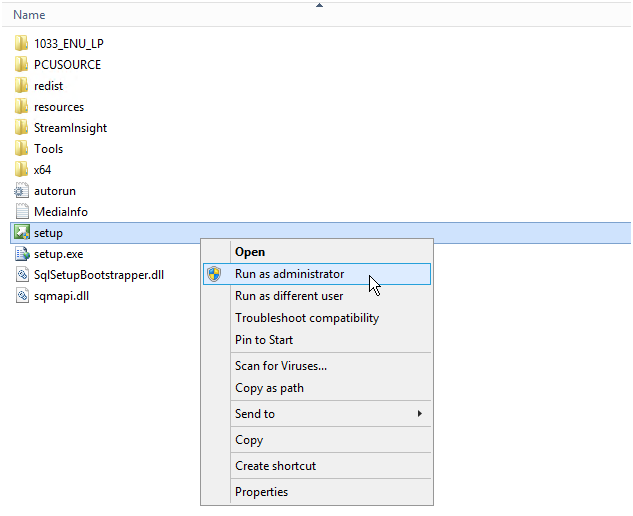 Name
1033_ENU_LP
PCUSOURCE
redist
resources
StreamInsight
Tools
x64
autorun
MediaInfo
setup
setup.exe
SqlSetupBootstrapper.dll
sqmapi.dll
Open
Run as administrator
Run as different user
Troubleshoot compatibility
Pin to Start
Scan for Viruses...
Copy as path
Send to
Copy
Create shortcut
Properties